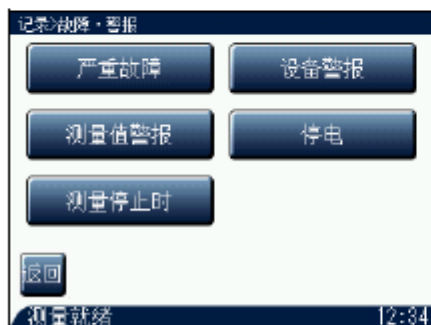 记录>故障・警报
严重故障
设备警报
测量值警报
停电
测量停止时
返回
测量就绪 12:34